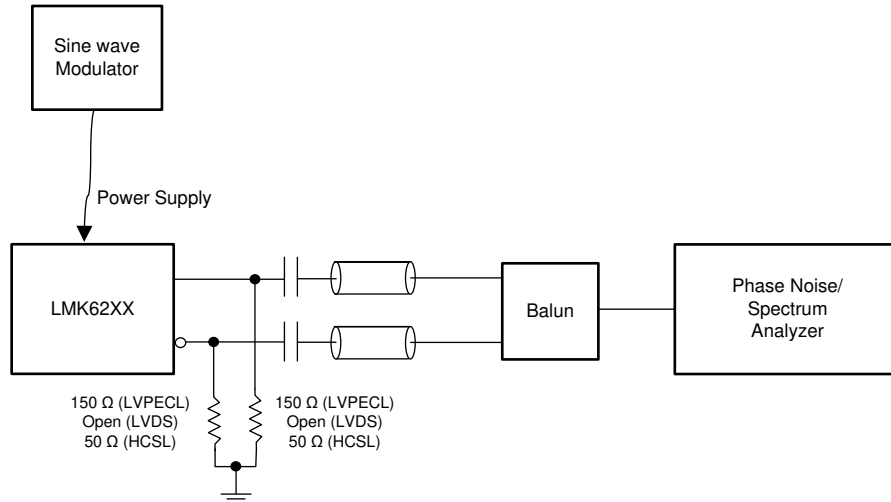 Sine wave
Modulator
Power Supply
LMK62XX
Balun
Phase Noise/
Spectrum
Analyzer
150 Ω (LVPECL)
Open (LVDS)
50 Ω (HCSL)
150 Ω (LVPECL)
Open (LVDS)
50 Ω (HCSL)